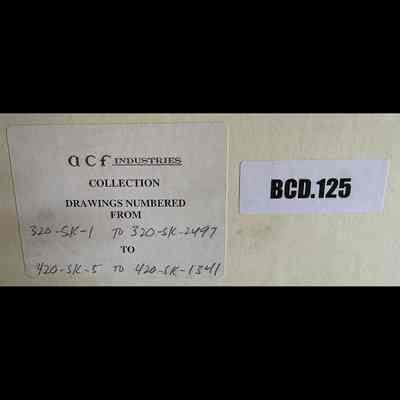 acf INDUSTRIES
COLLECTION
DRAWINGS NUMBERED
FROM
320-SK-1 TO 320-SK-2497
TO
420-SK-5 TO 420-SK-1341
BCD.125